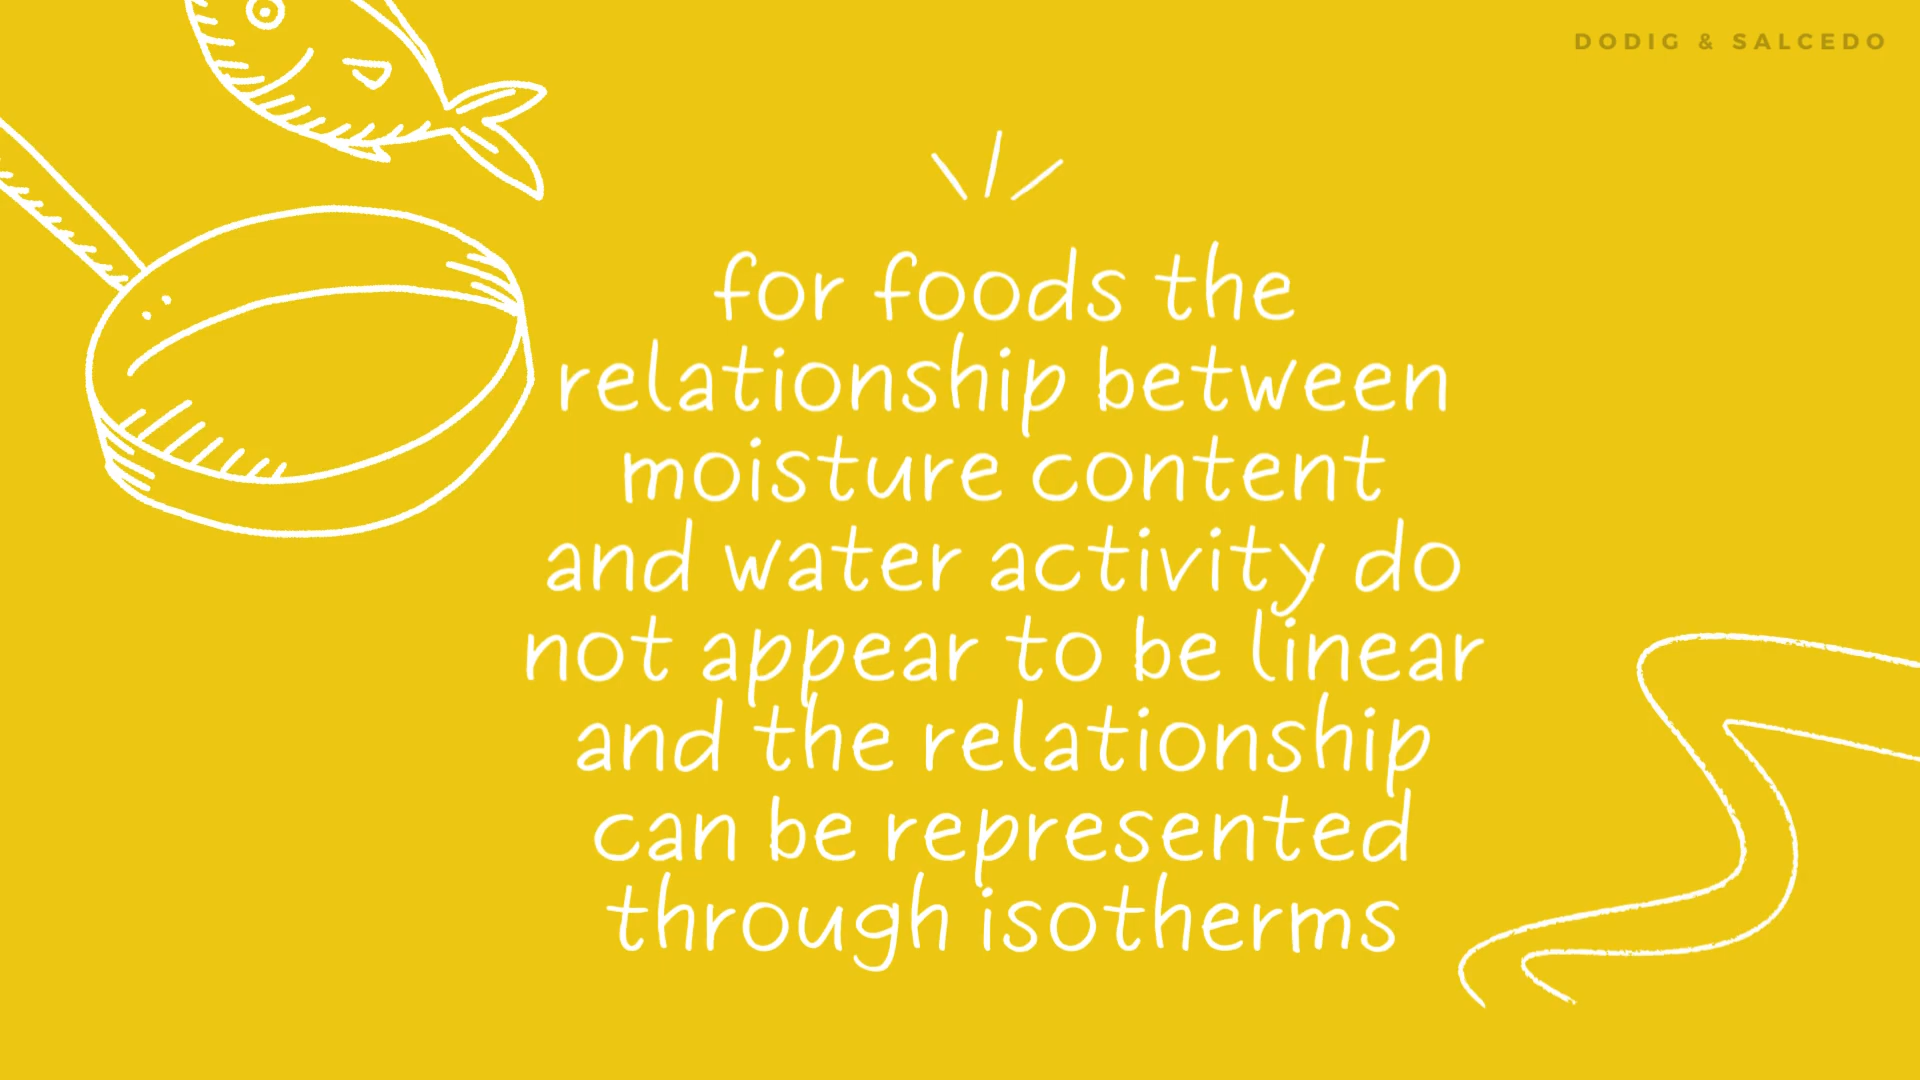 DODIG & SALCEDO
for foods the
relationship between
moisture content
and water activity do
not appear to be linear
and the relationship
can be represented
through isotherms